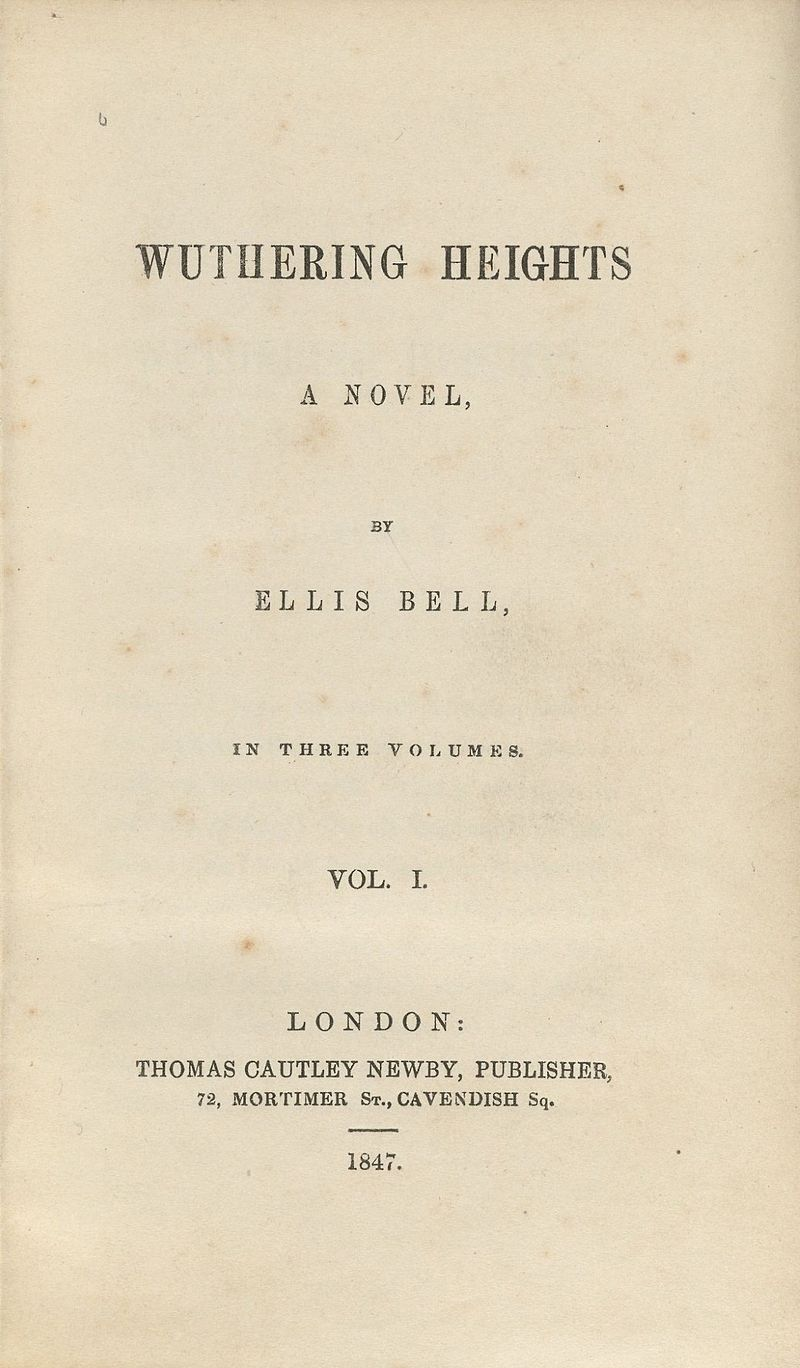 WUTHERING HEIGHTS
A NOVEL,
BY
ELLIS BELL,
IN THREE VOLUMES.
VOL. I.
LONDON:
THOMAS CAUTLEY NEWBY, PUBLISHER,
72, MORTIMER St., CAVENDISH Sq.
1847.